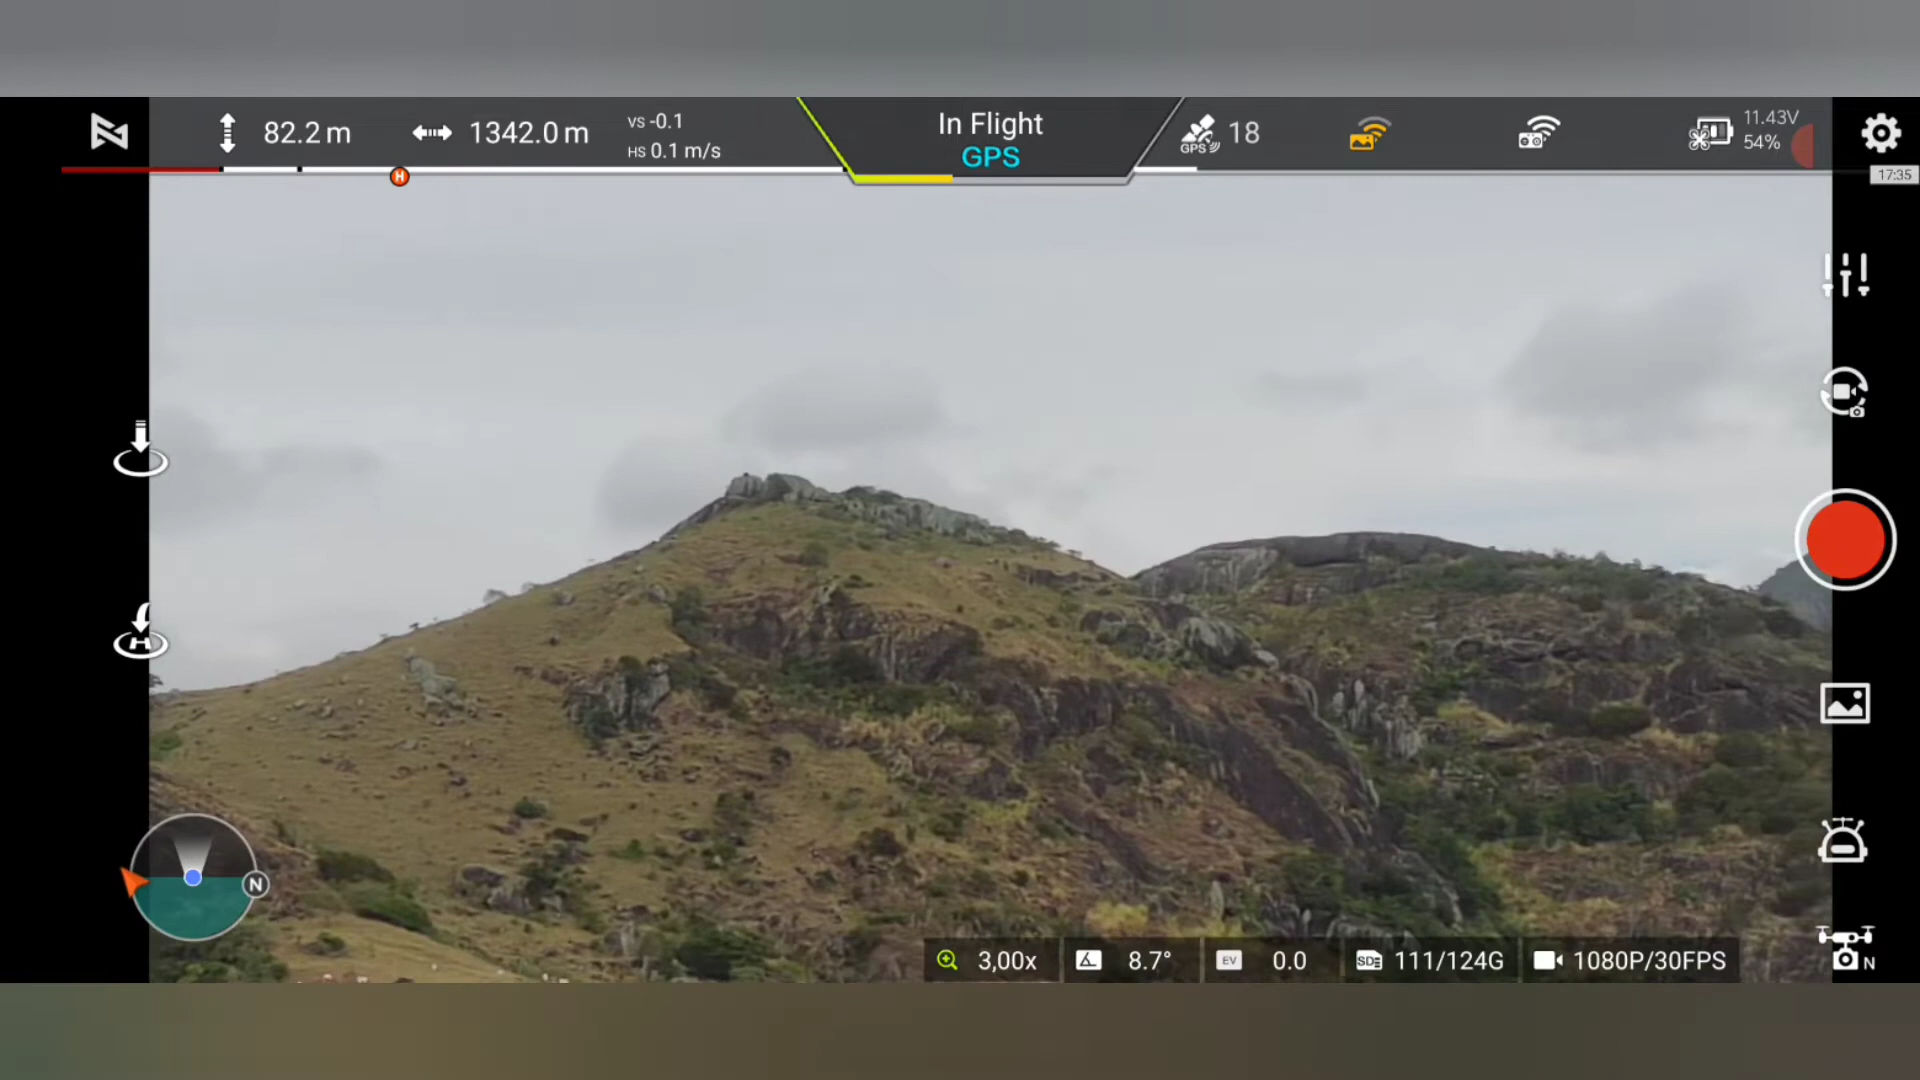 82.2 m
1342.0 m
VS -0.1
HS 0.1 m/s
In Flight
GPS
GPS
18
11.43V
54%
17:35
H
H
N
3,00x
8.7°
EV
0.0
SD
111/124G
1080P/30FPS
N